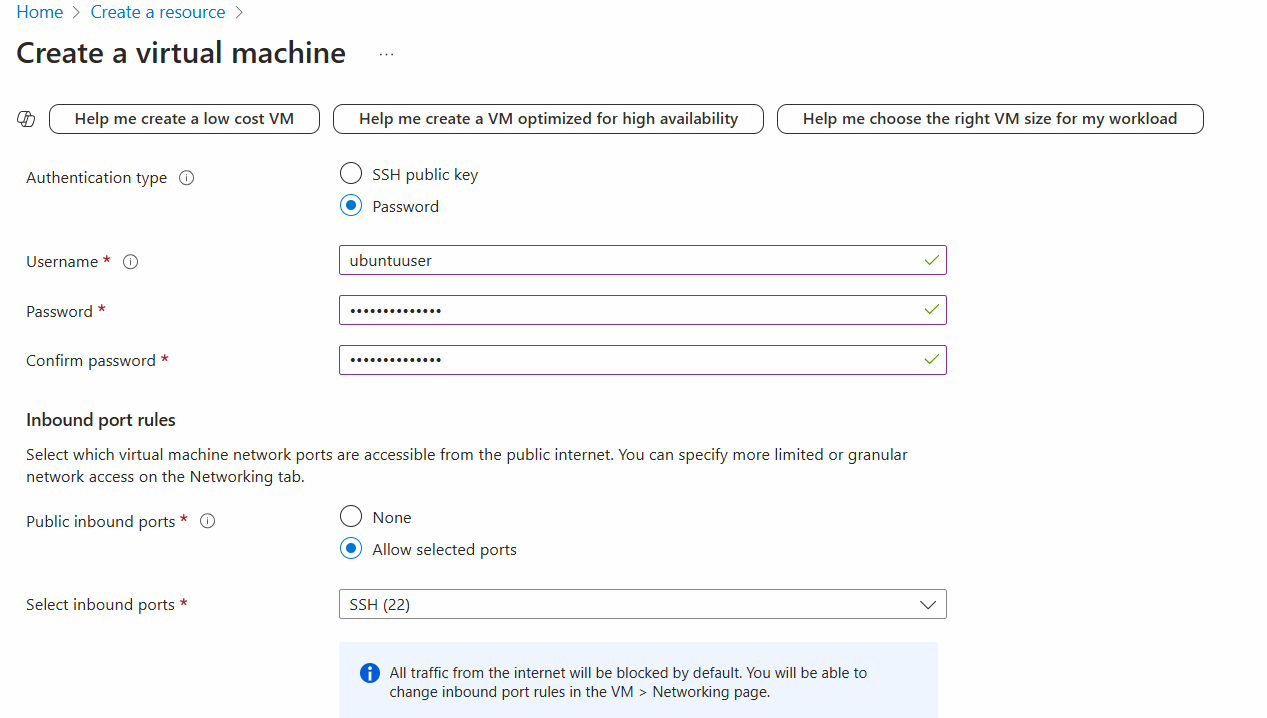 Home > Create a resource >
Create a virtual machine ...
Help me create a low cost VM Help me create a VM optimized for high availability Help me choose the right VM size for my workload
Authentication type SSH public key
Password
Username * ubuntuuser
Password * ••••••••••••••
Confirm password * ••••••••••••••
Inbound port rules
Select which virtual machine network ports are accessible from the public internet. You can specify more limited or granular
network access on the Networking tab.
Public inbound ports * None
Allow selected ports
Select inbound ports * SSH (22)
All traffic from the internet will be blocked by default. You will be able to
change inbound port rules in the VM > Networking page.